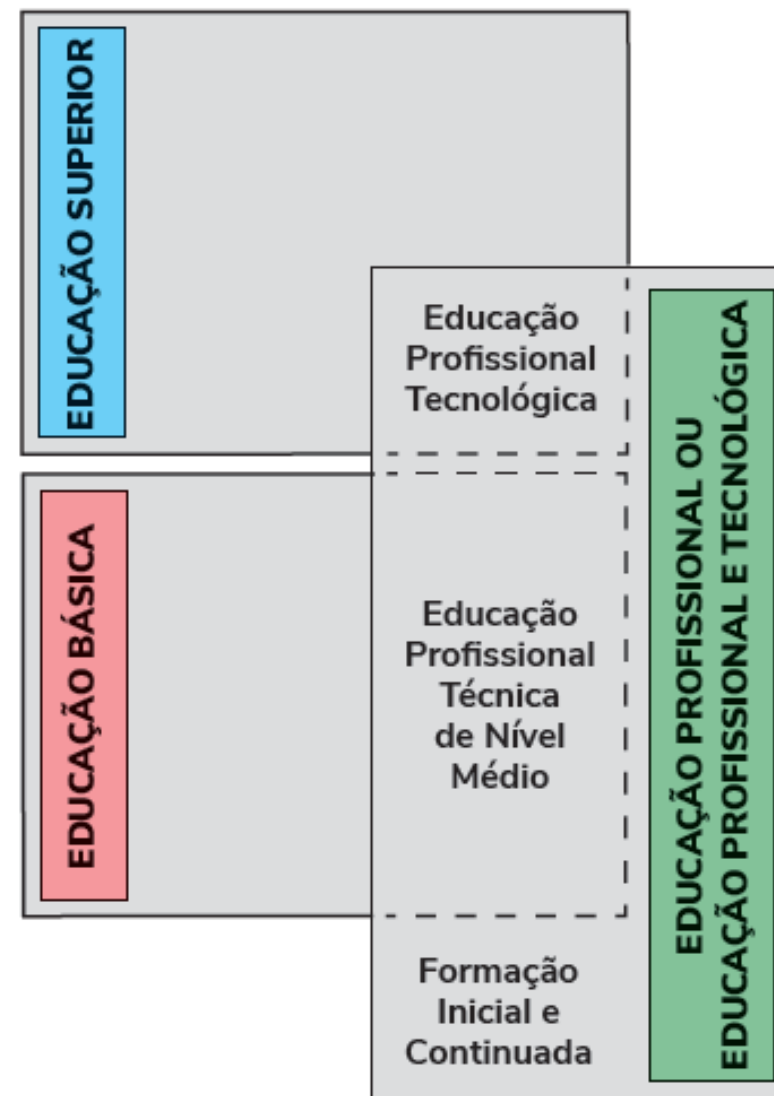 EDUCAÇÃO SUPERIOR
Educação
Profissional
Tecnológica
EDUCAÇÃO BÁSICA
Educação
Profissional
Técnica
de Nível
Médio
Formação
Inicial e
Continuada
EDUCAÇÃO PROFISSIONAL OU
EDUCAÇÃO PROFISSIONAL E TECNOLÓGICA